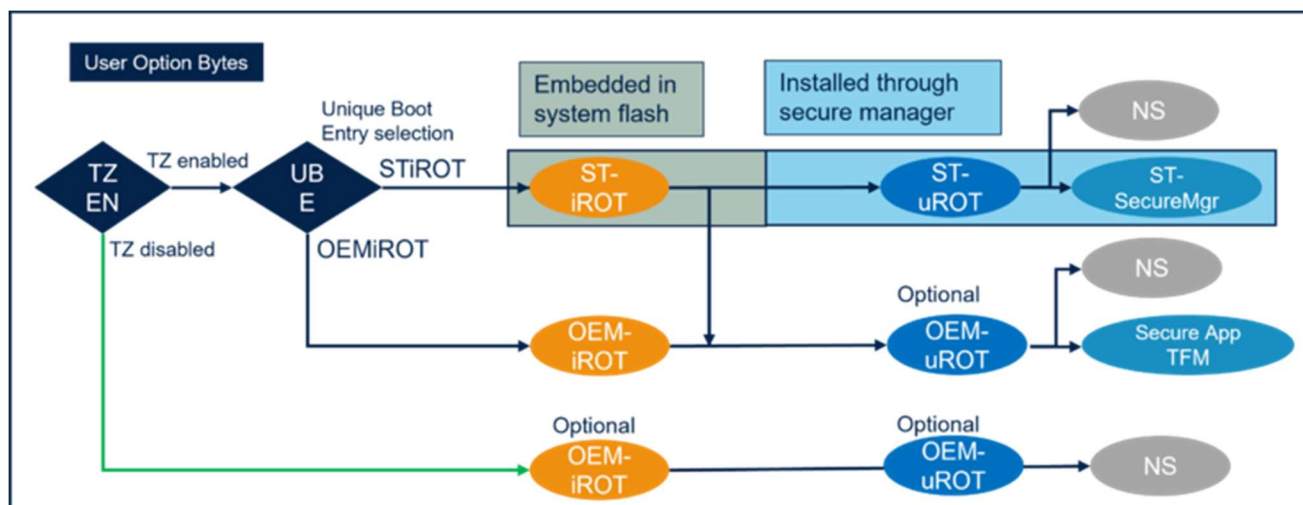 User Option Bytes
Unique Boot
Entry selection
Embedded in
system flash
Installed through
secure manager
NS
TZ
EN
TZ enabled
UB
E
STiROT
ST-
iROT
ST-
uROT
ST-
SecureMgr
TZ disabled
OEMiROT
NS
Optional
OEM-
iROT
OEM-
uROT
Secure App
TFM
Optional
OEM-
iROT
Optional
OEM-
uROT
NS